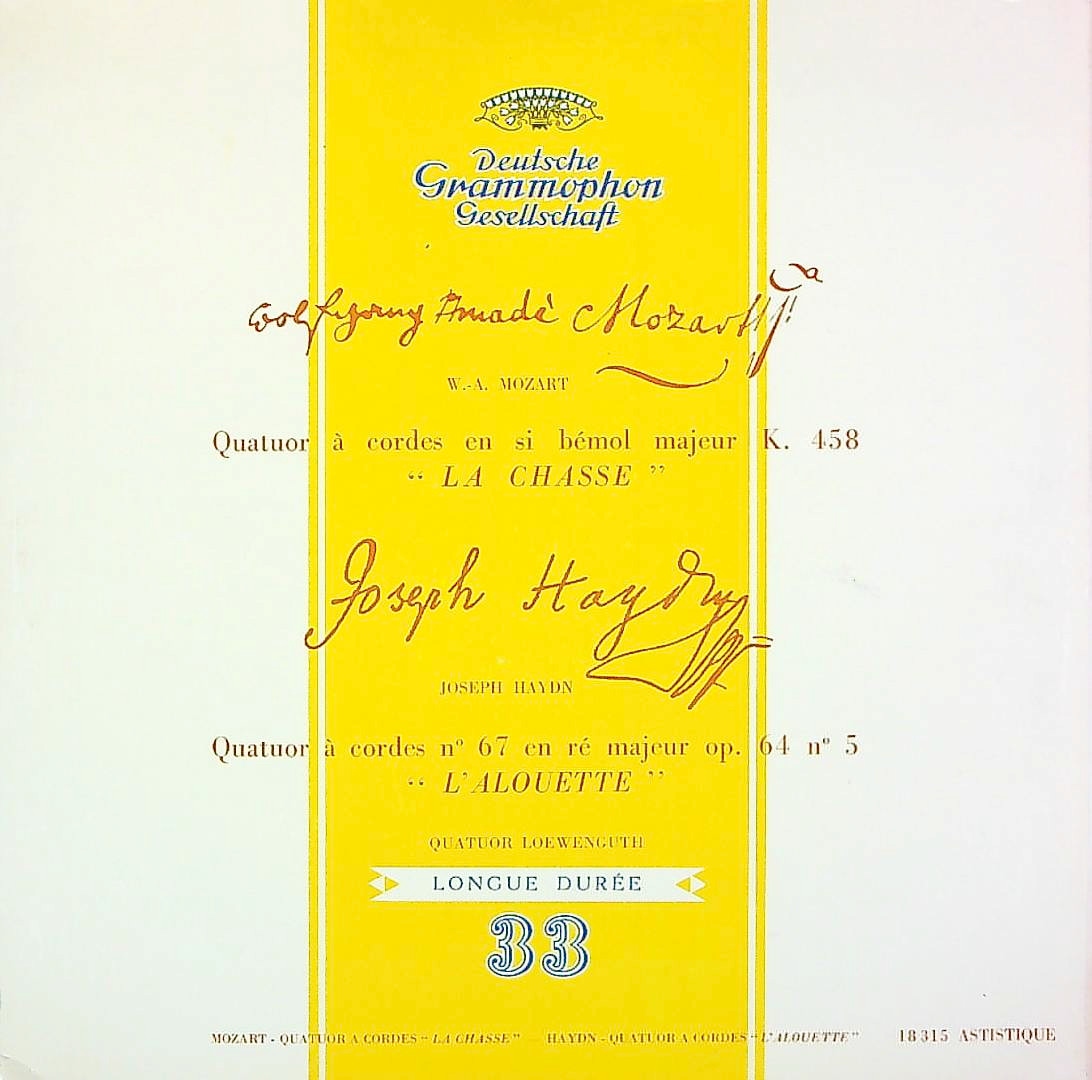 Deutsche
Grammophon
Gesellschaft
Wolfgang Amadè Mozart
W.-A. MOZART
Quatuor à cordes en si bémol majeur K. 458
“ LA CHASSE ”
Joseph Haydn
JOSEPH HAYDN
Quatuor à cordes nº 67 en ré majeur op. 64 nº 5
“ L'ALOUETTE ”
QUATUOR LOEWENGUTH
LONGUE DURÉE
33
MOZART - QUATUOR A CORDES “ LA CHASSE ” — HAYDN - QUATUOR A CORDES “ L'ALOUETTE ” 18 315 ASTISTIQUE